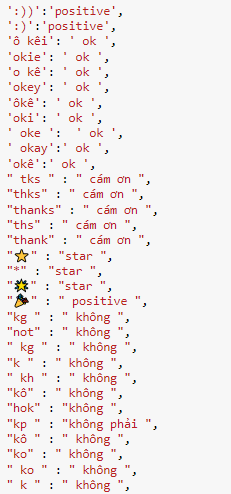 ':))':'positive',
':)':'positive',
'ô kêi': ' ok ',
'okie': ' ok ',
'o kê': ' ok ',
'okey': ' ok ',
'ôkê': ' ok ',
'oki': ' ok ',
' oke ':  ' ok ',
' okay':' ok ',
'okê':' ok ',
" tks " : " cám ơn ",
"thks" : " cám ơn ",
"thanks" : " cám ơn ",
"ths" : " cám ơn ",
"thank" : " cám ơn ",
"⭐" : "star ",
"*" : "star ",
"🌟" : "star ",
"🎉" : " positive ",
"kg " : " không ",
"not" : " không ",
" kg " : " không ",
"k " : " không ",
" kh " : " không ",
"kô" : " không ",
"hok" : " không ",
"kp " : "không phải ",
"kô " : " không ",
"ko" : " không ",
" ko " : " không ",
" k " : " không ",